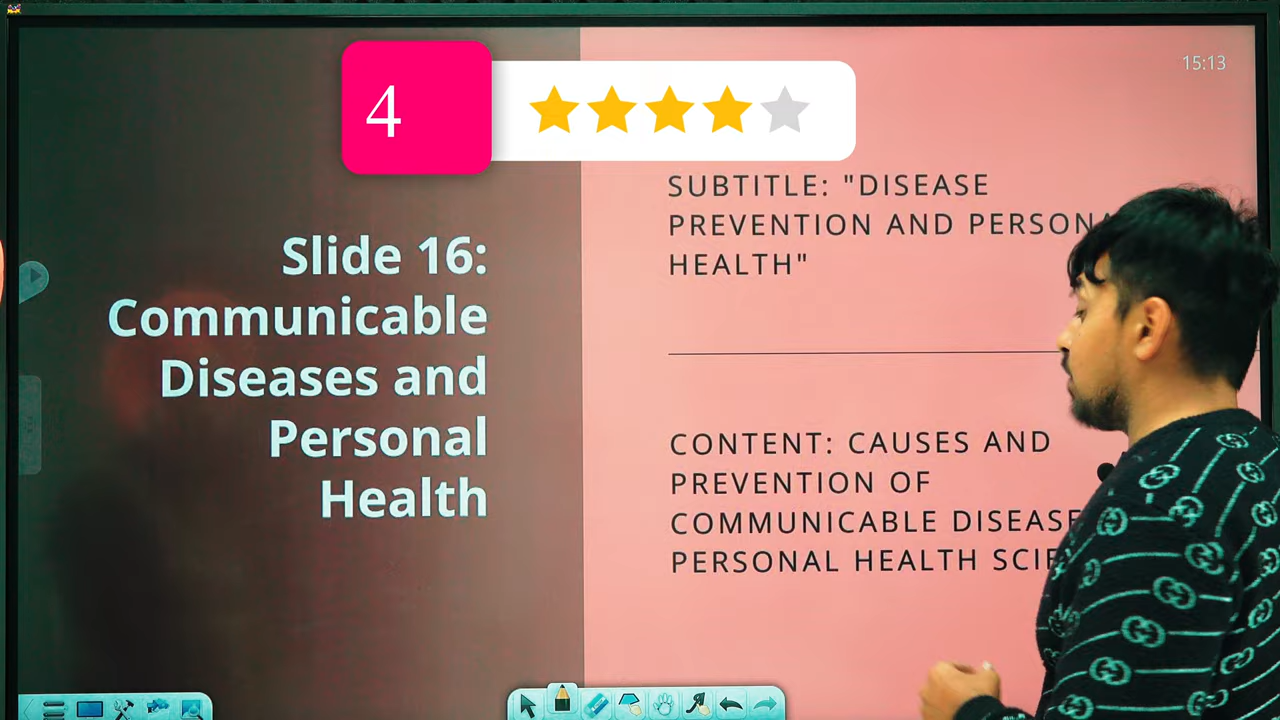 4
15:13
Slide 16:
Communicable
Diseases and
Personal
Health
SUBTITLE: "DISEASE
PREVENTION AND
HEALTH"
CONTENT: CAUSES AND
PREVENTION OF
COMMUNICABLE
PERSONAL HEALTH